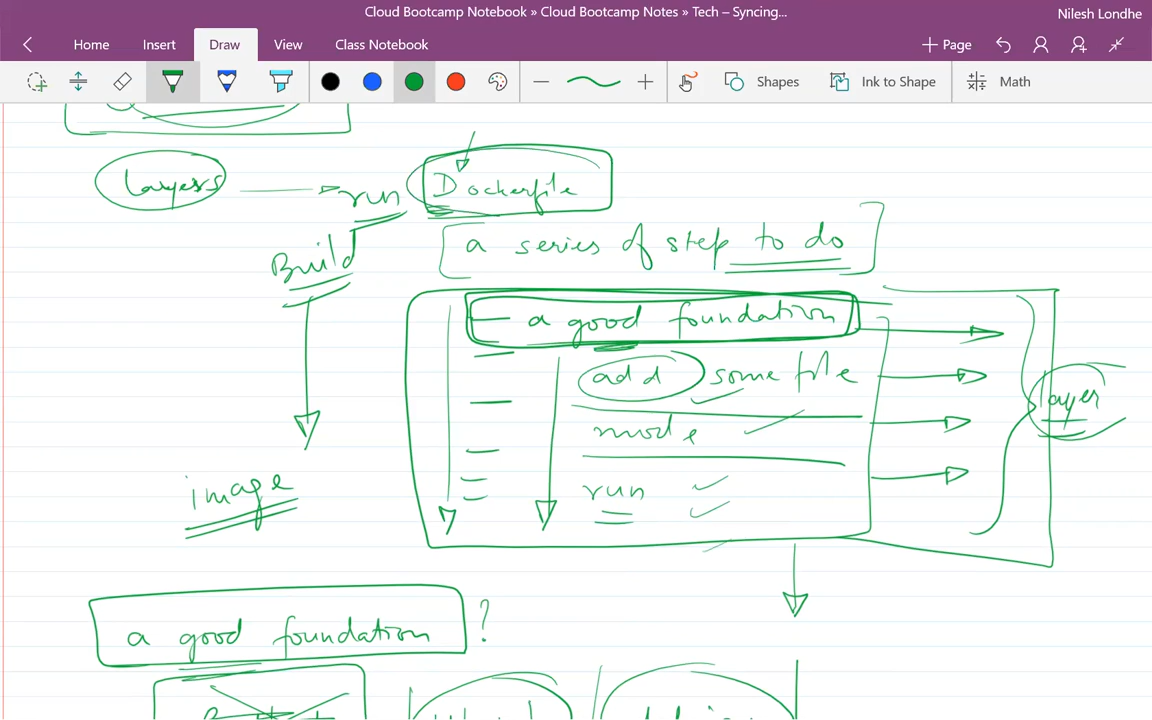 Cloud Bootcamp Notebook » Cloud Bootcamp Notes » Tech – Syncing...
Nilesh Londhe
Home Insert Draw View Class Notebook
Page
Shapes Ink to Shape Math
layers run Dockerfile
a series of step to do
Build
a good foundation
add some file
layer
mode
image
run
a good foundation ?